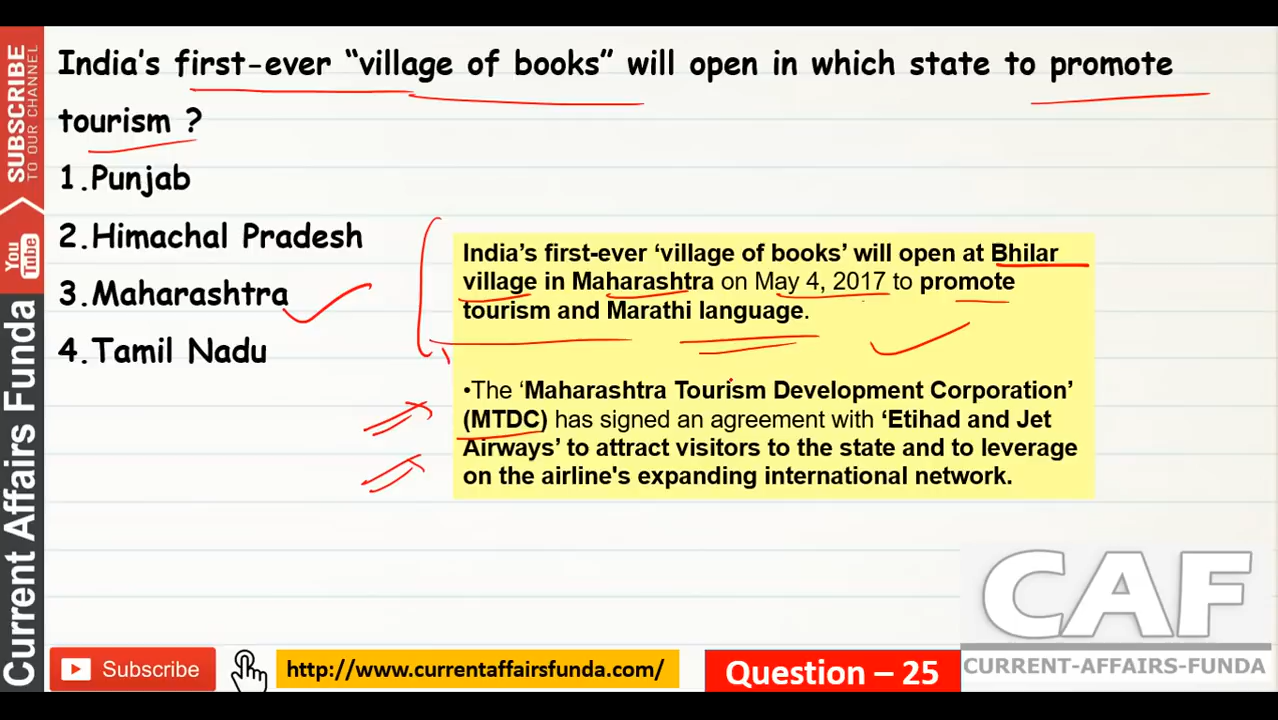 SUBSCRIBE
TO OUR CHANNEL
You
Tube
Current Affairs Funda
India's first-ever “village of books” will open in which state to promote
tourism ?
1.Punjab
2.Himachal Pradesh
3.Maharashtra
4.Tamil Nadu
India's first-ever ‘village of books’ will open at Bhilar
village in Maharashtra on May 4, 2017 to promote
tourism and Marathi language.
•The ‘Maharashtra Tourism Development Corporation’
(MTDC) has signed an agreement with ‘Etihad and Jet
Airways’ to attract visitors to the state and to leverage
on the airline's expanding international network.
CAF
CURRENT-AFFAIRS-FUNDA
Subscribe
http://www.currentaffairsfunda.com/
Question – 25